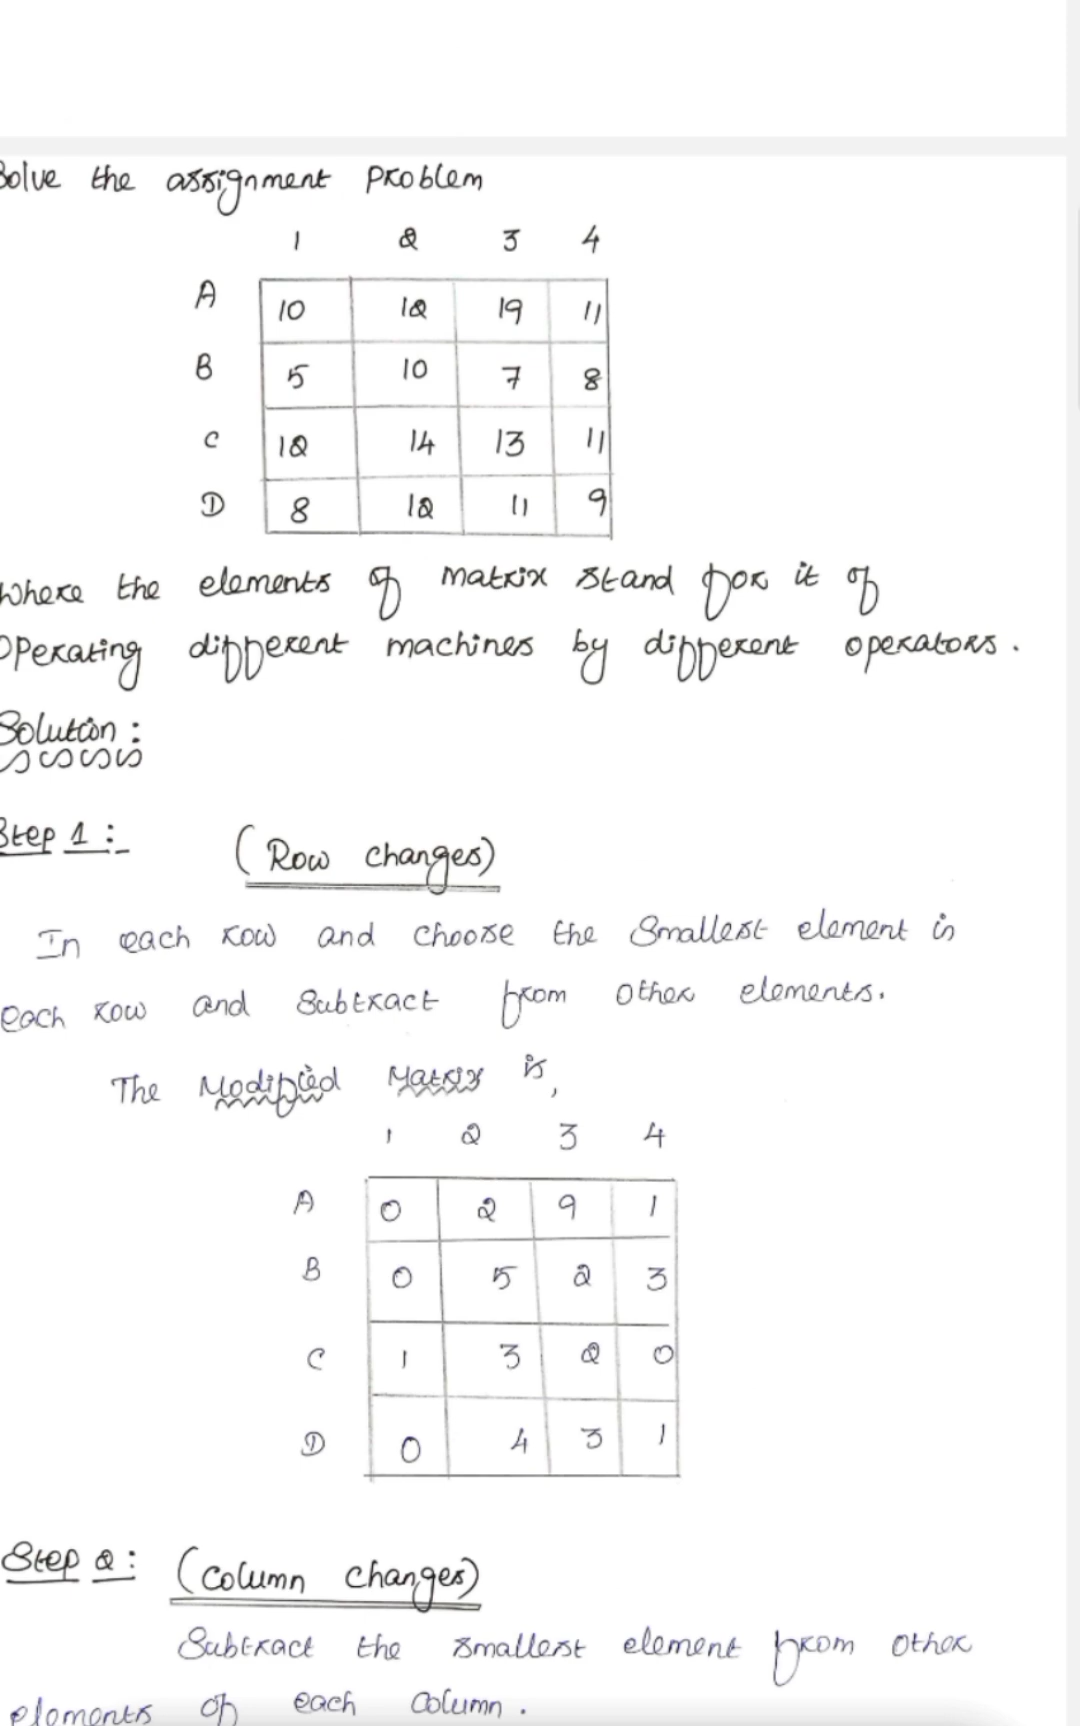 Solve the assignment problem
1 2 3 4
A 10 12 19 11
B 5 10 7 8
C 12 14 13 11
D 8 12 11 9
Where the elements of matrix stand for it of
Operating different machines by different operators.
Solution:
Step 1:
(Row changes)
In each row and choose the Smallest element in
each row and Subtract from other elements.
The Modified Matrix is,
1 2 3 4
A 0 2 9 1
B 0 5 2 3
C 1 3 2 0
D 0 4 3 1
Step 2: (Column changes)
Subtract the smallest element from other
elements of each column.